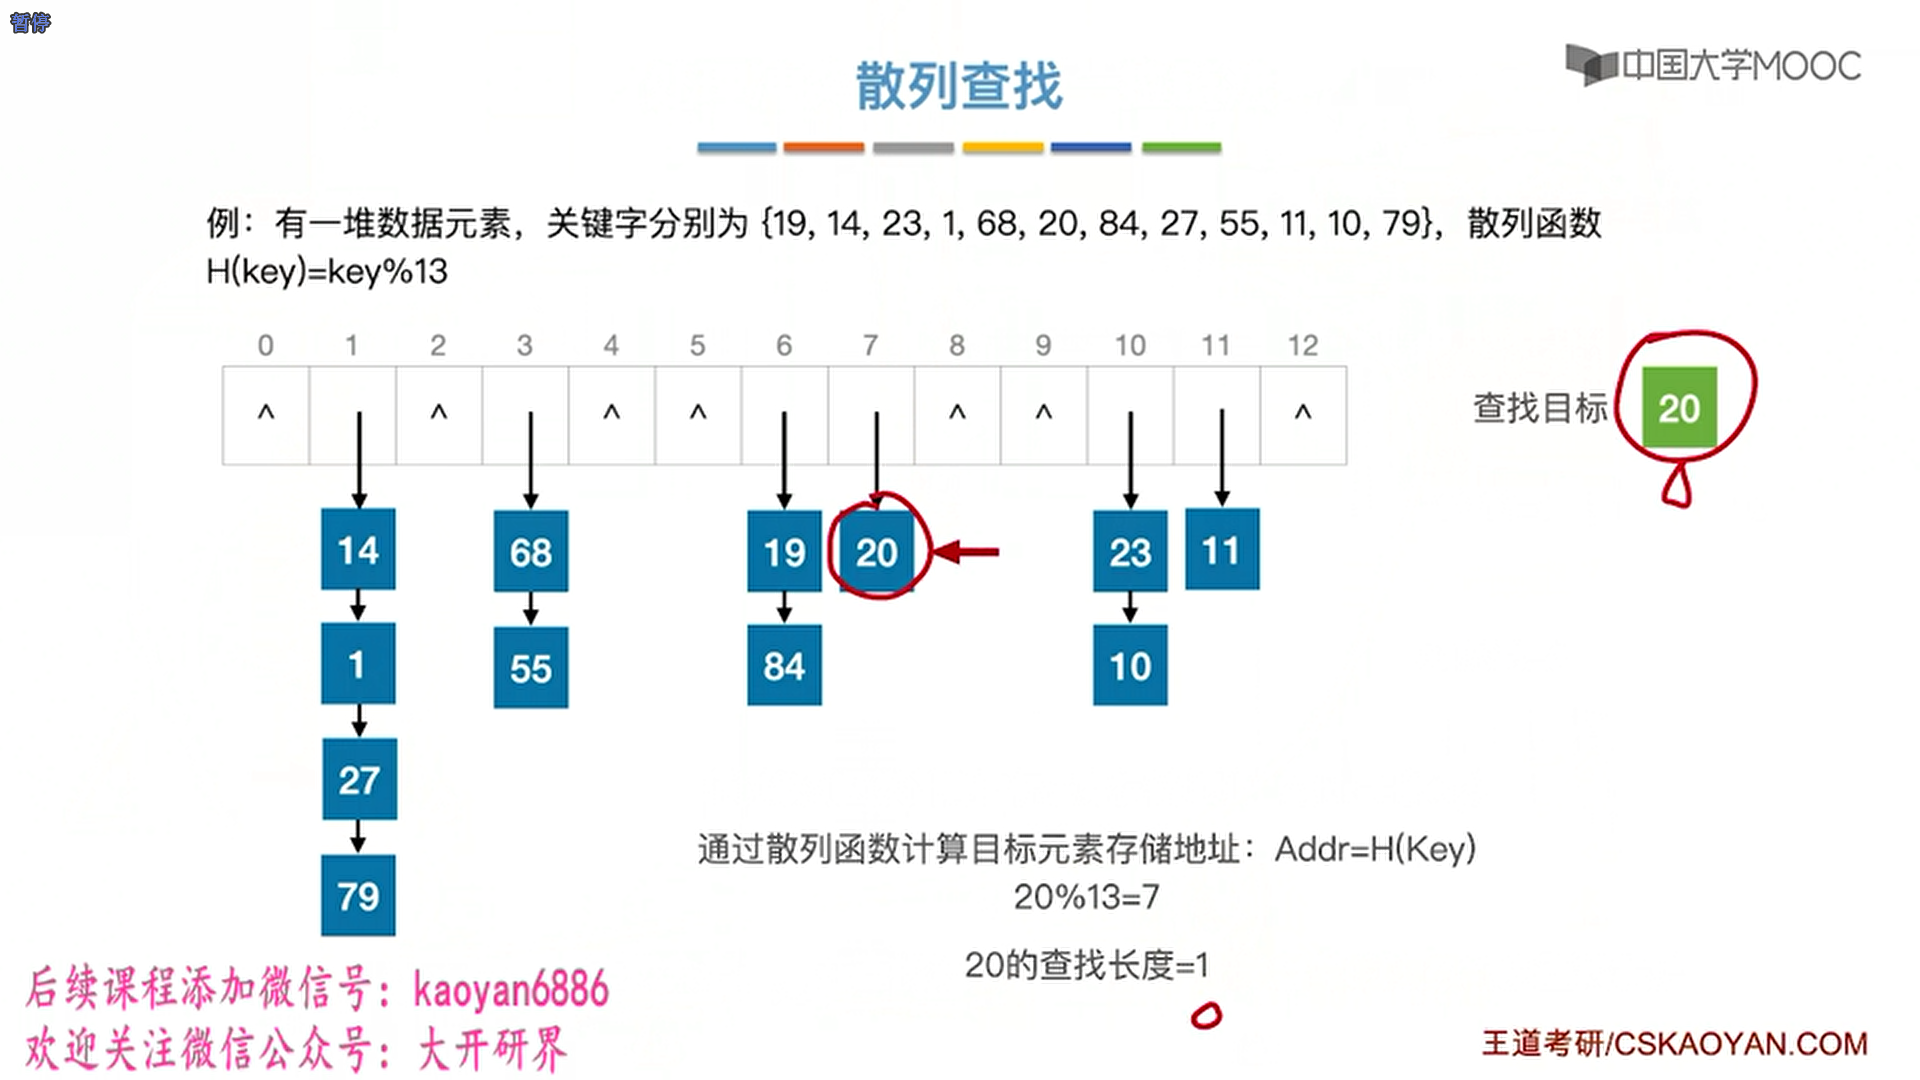 暂停
中国大学MOOC
散列查找
例：有一堆数据元素，关键字分别为 {19, 14, 23, 1, 68, 20, 84, 27, 55, 11, 10, 79}，散列函数
H(key)=key%13
0 1 2 3 4 5 6 7 8 9 10 11 12
^ ^ ^ ^ ^ ^ ^
查找目标 20
14 68 19 20 23 11
1 55 84 10
27
79
通过散列函数计算目标元素存储地址：Addr=H(Key)
20%13=7
20的查找长度=1
后续课程添加微信号：kaoyan6886
欢迎关注微信公众号：大开研界
王道考研/CSKAOYAN.COM